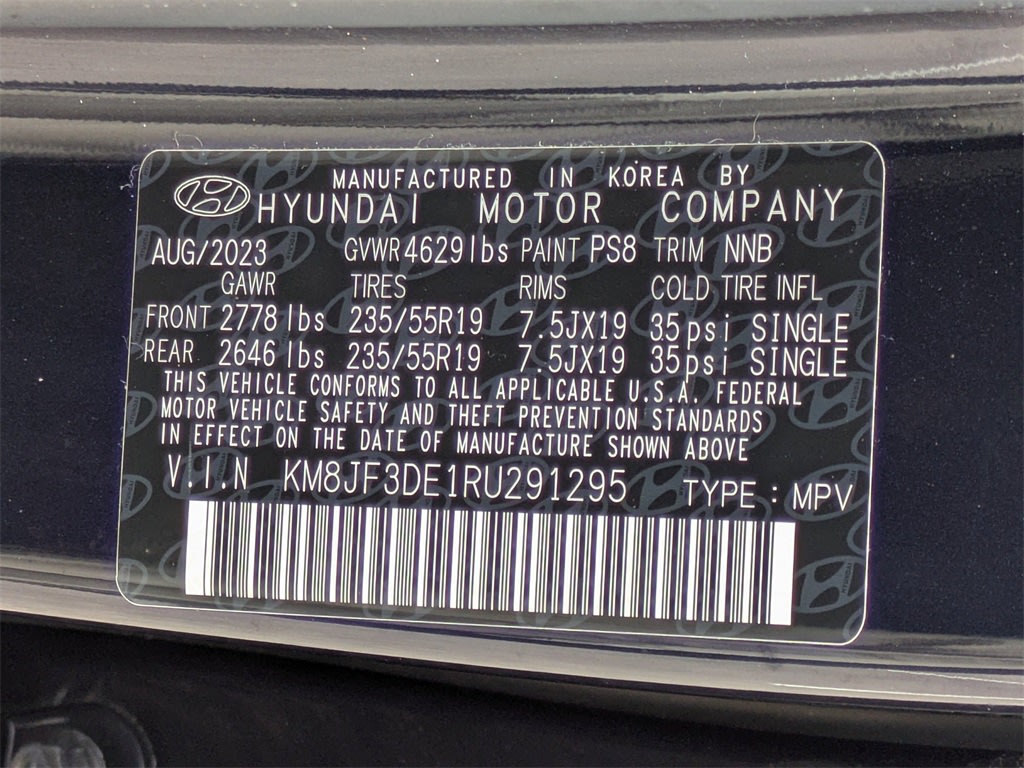 MANUFACTURED IN KOREA BY
HYUNDAI MOTOR COMPANY
AUG/2023 GVWR 4629 lbs PAINT PS8 TRIM NNB
GAWR TIRES RIMS COLD TIRE INFL
FRONT 2778 lbs 235/55R19 7.5JX19 35psi SINGLE
REAR 2646 lbs 235/55R19 7.5JX19 35psi SINGLE
THIS VEHICLE CONFORMS TO ALL APPLICABLE U.S.A. FEDERAL
MOTOR VEHICLE SAFETY AND THEFT PREVENTION STANDARDS
IN EFFECT ON THE DATE OF MANUFACTURE SHOWN ABOVE
V.I.N KM8JF3DE1RU291295 TYPE : MPV